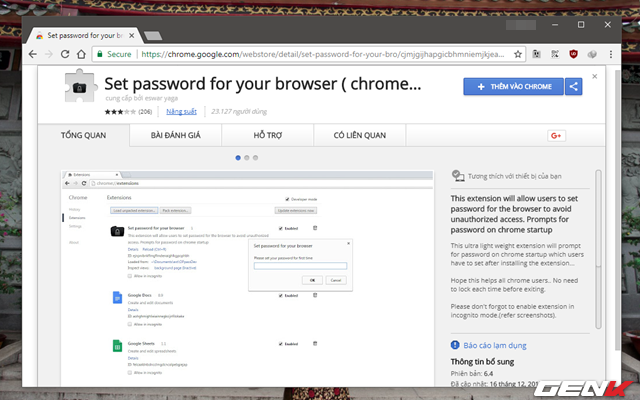 Set password for your br
Secure
https://chrome.google.com/webstore/detail/set-password-for-your-bro/cjmjgijhapgicbhmniemjkjea...
Set password for your browser ( chrome...
cung cấp bởi eswar yaga
(206)
Năng suất
23.127 người dùng
THÊM VÀO CHROME
TỔNG QUAN
BÀI ĐÁNH GIÁ
HỖ TRỢ
CÓ LIÊN QUAN
G+
Extensions
Chrome
Extensions
Developer mode
History
Extensions
Settings
About
Load unpacked extension...
Pack extension...
Update extensions now
Set password for your browser
Enabled
This extension will allow users to set password for the browser to avoid
unauthorized access. Prompts for password on chrome startup
Details
Allow in incognito
Set password for your browser
Please set your password for first time
OK
Cancel
Google Docs 0.9
Enabled
Create and edit documents
Details
Allow in incognito
Google Sheets 1.1
Enabled
Create and edit spreadsheets
Details
Allow in incognito
Tương thích với thiết bị của bạn
This extension will allow users to set
password for the browser to avoid
unauthorized access. Prompts for
password on chrome startup
This ultra light weight extension will prompt
for password on chrome startup which users
have to set after installing the extension...
Hope this helps all chrome users.. No need
to lock each time before exiting.
Please don't forgot to enable extension in
incognito mode.(refer screenshots).
Báo cáo lạm dụng
Thông tin bổ sung
Phiên bản: 6.4
Đã cập nhật: 16 tháng 12, 201
GENK